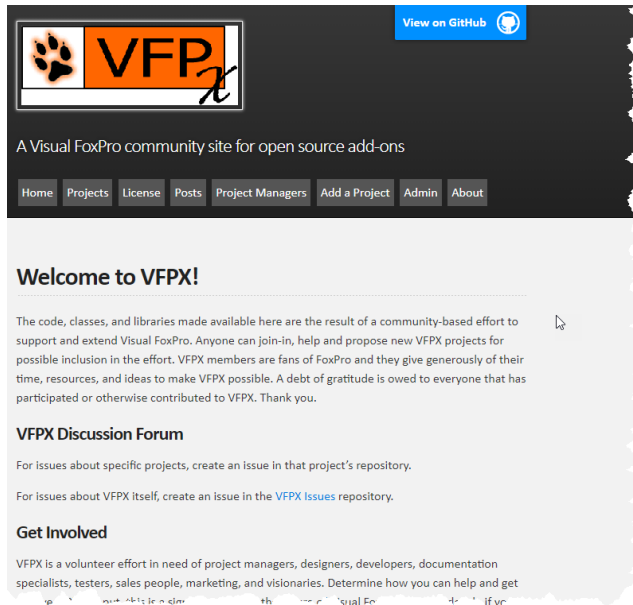 View on GitHub
VFPx
A Visual FoxPro community site for open source add-ons
Home Projects License Posts Project Managers Add a Project Admin About
Welcome to VFPX!
The code, classes, and libraries made available here are the result of a community-based effort to
support and extend Visual FoxPro. Anyone can join-in, help and propose new VFPX projects for
possible inclusion in the effort. VFPX members are fans of FoxPro and they give generously of their
time, resources, and ideas to make VFPX possible. A debt of gratitude is owed to everyone that has
participated or otherwise contributed to VFPX. Thank you.
VFPX Discussion Forum
For issues about specific projects, create an issue in that project’s repository.
For issues about VFPX itself, create an issue in the VFPX Issues repository.
Get Involved
VFPX is a volunteer effort in need of project managers, designers, developers, documentation
specialists, testers, sales people, marketing, and visionaries. Determine how you can help and get